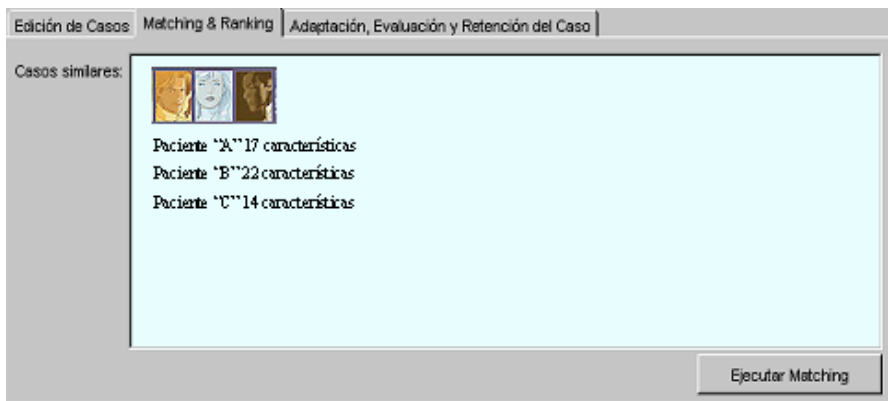 Edición de Casos Matching & Ranking Adaptación, Evaluación y Retención del Caso
Casos similares:
Paciente “A” 17 características
Paciente “B” 22 características
Paciente “C” 14 características
Ejecutar Matching